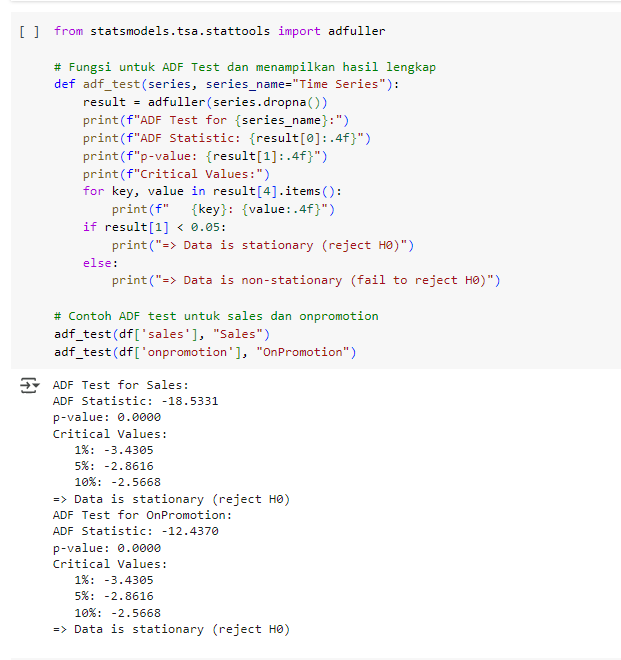 [ ] from statsmodels.tsa.stattools import adfuller
# Fungsi untuk ADF Test dan menampilkan hasil lengkap
def adf_test(series, series_name="Time Series"):
    result = adfuller(series.dropna())
    print(f"ADF Test for {series_name}:")
    print(f"ADF Statistic: {result[0]:.4f}")
    print(f"p-value: {result[1]:.4f}")
    print(f"Critical Values:")
    for key, value in result[4].items():
        print(f"   {key}: {value:.4f}")
    if result[1] < 0.05:
        print("=> Data is stationary (reject H0)")
    else:
        print("=> Data is non-stationary (fail to reject H0)")
# Contoh ADF test untuk sales dan onpromotion
adf_test(df['sales'], "Sales")
adf_test(df['onpromotion'], "OnPromotion")
ADF Test for Sales:
ADF Statistic: -18.5331
p-value: 0.0000
Critical Values:
   1%: -3.4305
   5%: -2.8616
   10%: -2.5668
=> Data is stationary (reject H0)
ADF Test for OnPromotion:
ADF Statistic: -12.4370
p-value: 0.0000
Critical Values:
   1%: -3.4305
   5%: -2.8616
   10%: -2.5668
=> Data is stationary (reject H0)